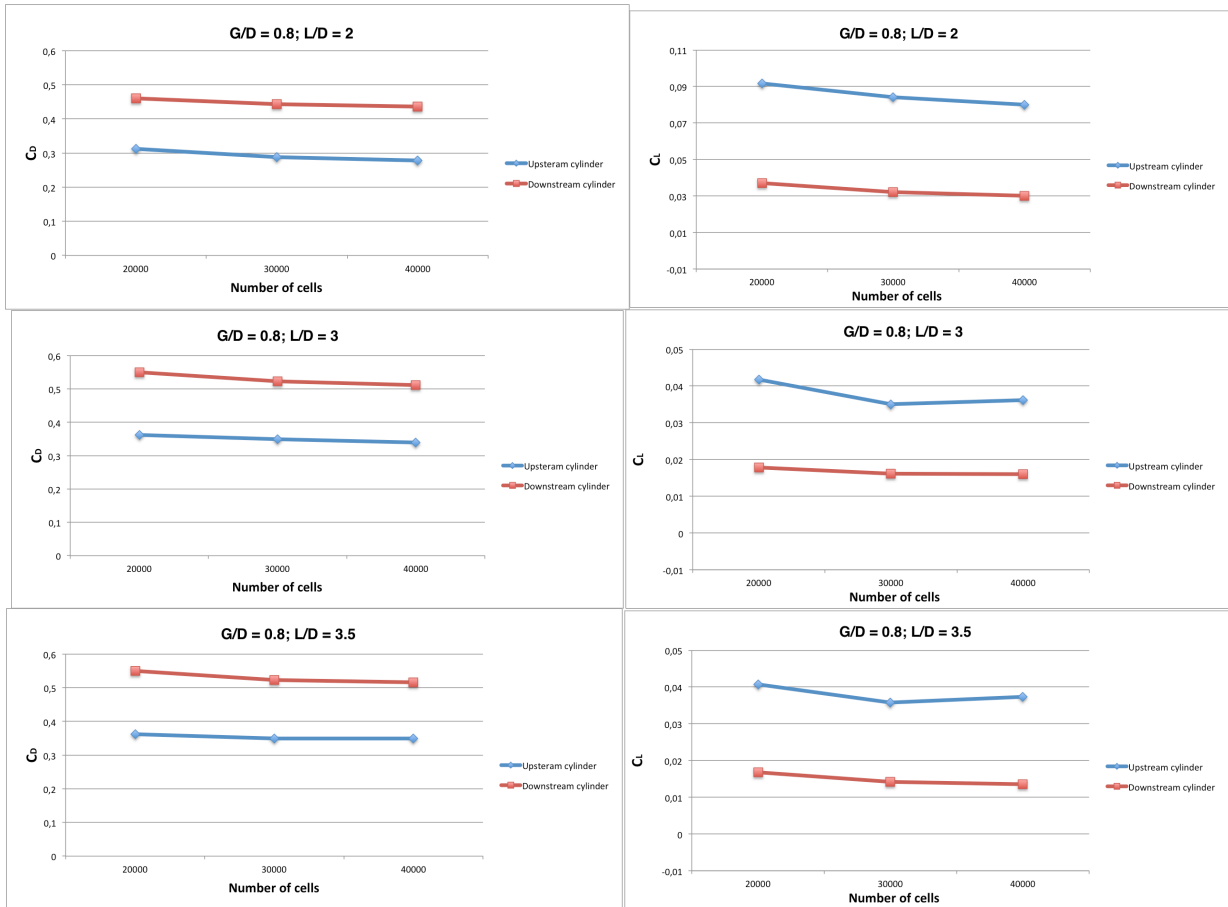 G/D = 0.8; L/D = 2
0,6
0,5
0,4
0,3
0,2
0,1
0
CD
20000
30000
40000
Number of cells
Upsteram cylinder
Downstream cylinder
G/D = 0.8; L/D = 2
0,11
0,09
0,07
0,05
0,03
0,01
-0,01
CL
20000
30000
40000
Number of cells
Upstream cylinder
Downstream cylinder
G/D = 0.8; L/D = 3
0,6
0,5
0,4
0,3
0,2
0,1
0
CD
20000
30000
40000
Number of cells
Upsteram cylinder
Downstream cylinder
G/D = 0.8; L/D = 3
0,05
0,04
0,03
0,02
0,01
0
-0,01
CL
20000
30000
40000
Number of cells
Upstream cylinder
Downstream cylinder
G/D = 0.8; L/D = 3.5
0,6
0,5
0,4
0,3
0,2
0,1
0
CD
20000
30000
40000
Number of cells
Upsteram cylinder
Downstream cylinder
G/D = 0.8; L/D = 3.5
0,05
0,04
0,03
0,02
0,01
0
-0,01
CL
20000
30000
40000
Number of cells
Upstream cylinder
Downstream cylinder